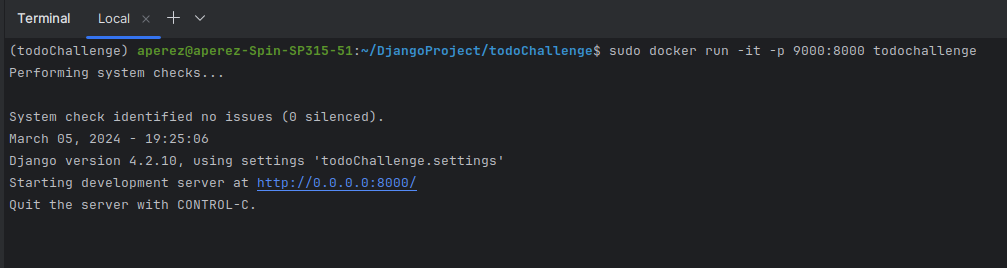 Terminal Local × + ⌄
(todoChallenge) aperez@aperez-Spin-SP315-51:~/DjangoProject/todoChallenge$ sudo docker run -it -p 9000:8000 todochallenge
Performing system checks...
System check identified no issues (0 silenced).
March 05, 2024 - 19:25:06
Django version 4.2.10, using settings 'todoChallenge.settings'
Starting development server at http://0.0.0.0:8000/
Quit the server with CONTROL-C.